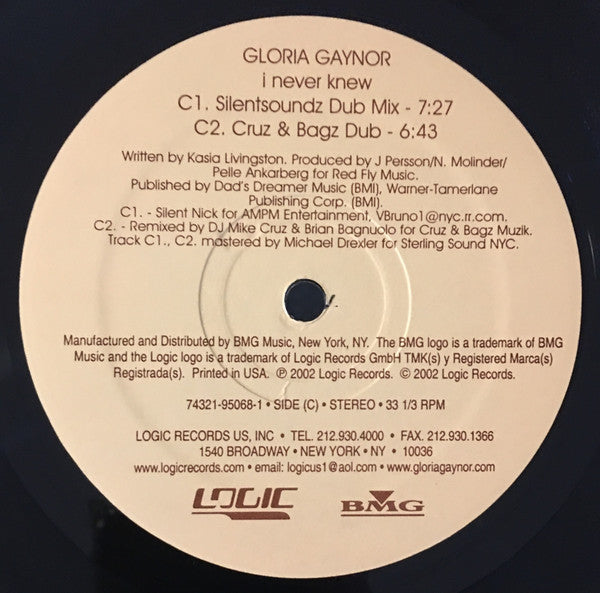 GLORIA GAYNOR
i never knew
C1. Silentsoundz Dub Mix - 7:27
C2. Cruz & Bagz Dub - 6:43
Written by Kasia Livingston. Produced by J Persson/N. Molinder/
Pelle Ankarberg for Red Fly Music.
Published by Dad's Dreamer Music (BMI), Warner-Tamerlane
Publishing Corp. (BMI).
C1. - Silent Nick for AMPM Entertainment, VBruno1@nyc.rr.com.
C2. - Remixed by DJ Mike Cruz & Brian Bagnuolo for Cruz & Bagz Muzik.
Track C1., C2. mastered by Michael Drexler for Sterling Sound NYC.
Manufactured and Distributed by BMG Music, New York, NY. The BMG logo is a trademark of BMG
Music and the Logic logo is a trademark of Logic Records GmbH TMK(s) y Registered Marca(s)
Registrada(s). Printed in USA. ℗ 2002 Logic Records. © 2002 Logic Records.
74321-95068-1 • SIDE (C) • STEREO • 33 1/3 RPM
LOGIC RECORDS US, INC • TEL. 212.930.4000 • FAX. 212.930.1366
1540 BROADWAY • NEW YORK • NY • 10036
www.logicrecords.com • email: logicus1@aol.com • www.gloriagaynor.com
LOGIC BMG